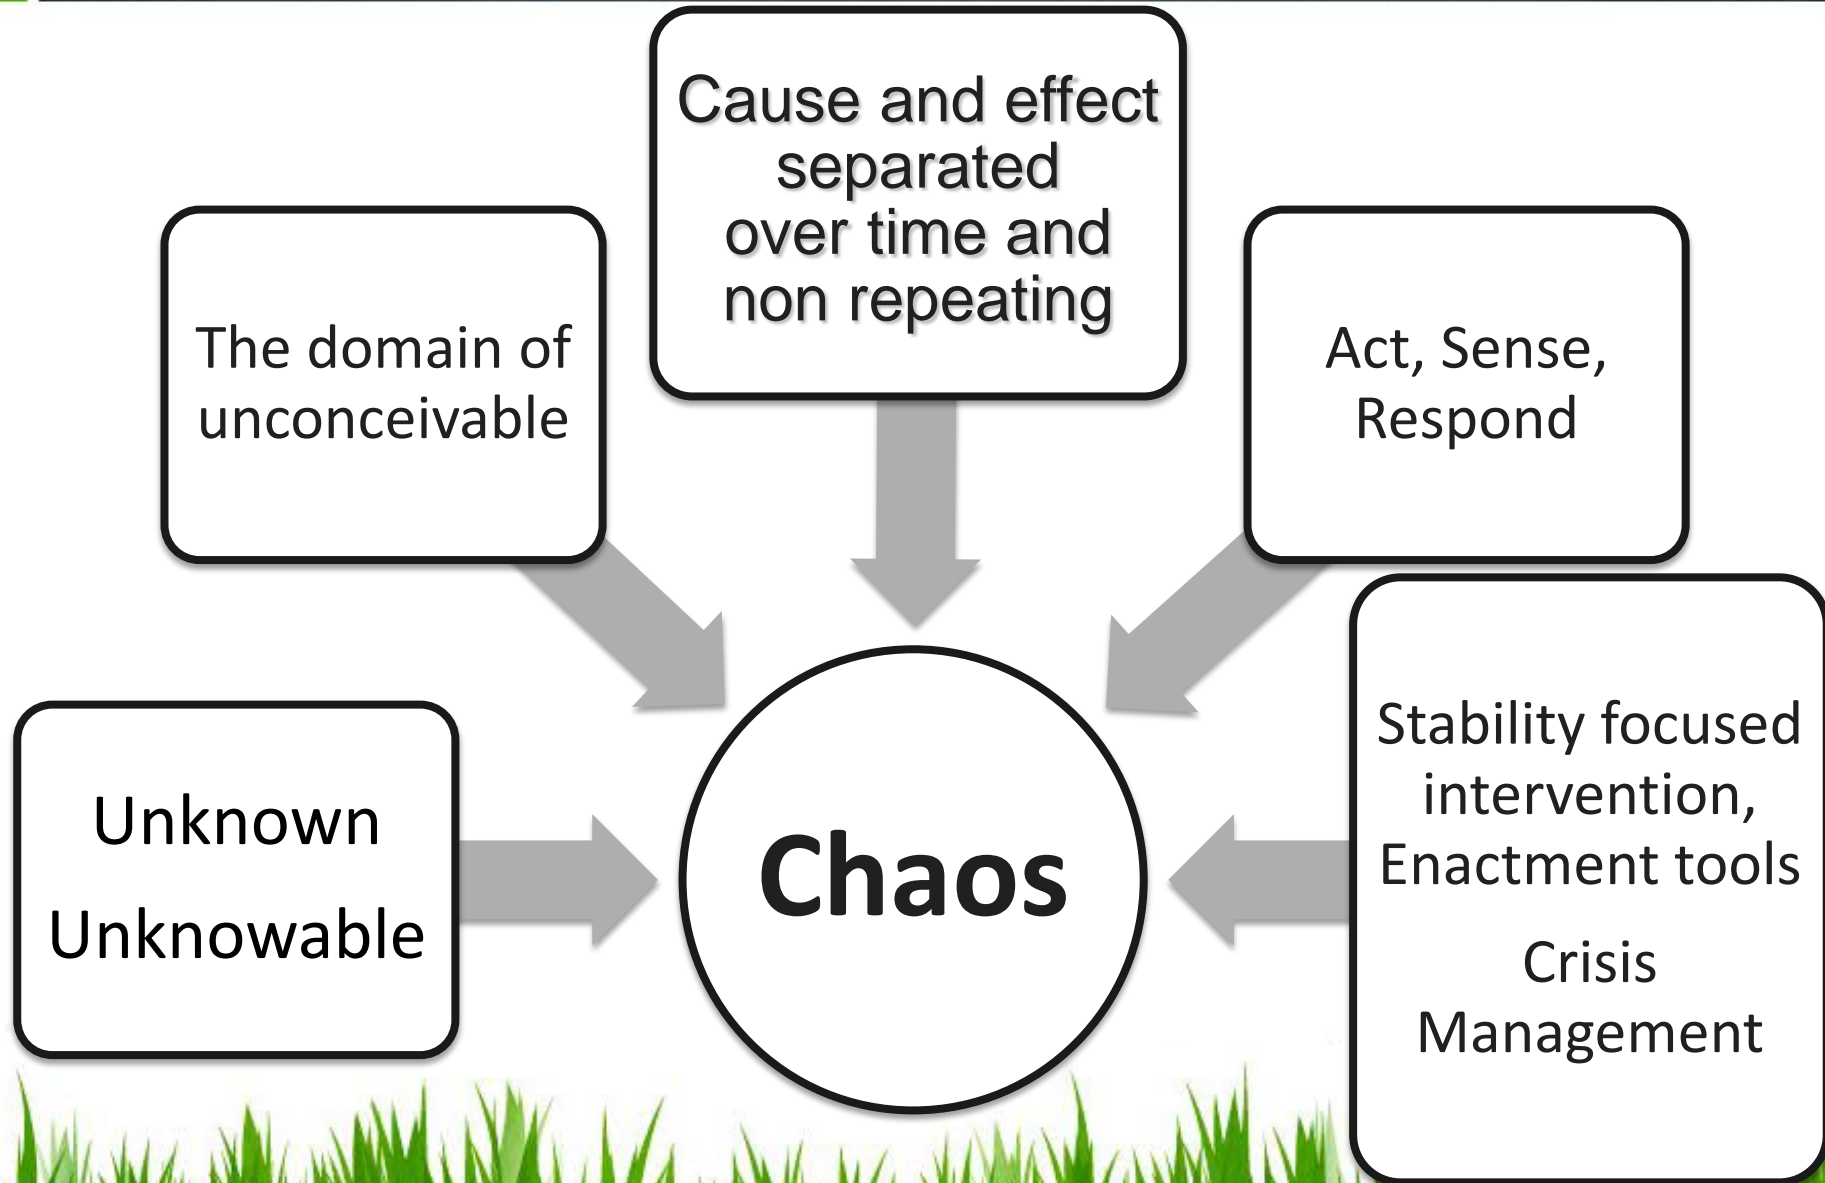 Cause and effect
separated
over time and
non repeating
The domain of
unconceivable
Act, Sense,
Respond
Unknown
Unknowable
Chaos
Stability focused
intervention,
Enactment tools
Crisis
Management